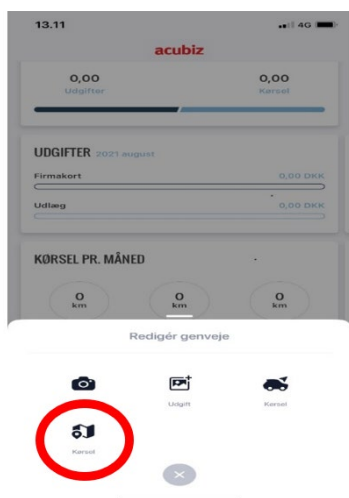 13.11 4G
acubiz
0,00 0,00
Udgifter Kørsel
UDGIFTER 2021 august
Firmakort 0,00 DKK
Udlæg 0,00 DKK
KØRSEL PR. MÅNED
0 0 0
km km km
Redigér genveje
Udgift Kørsel
Kørsel